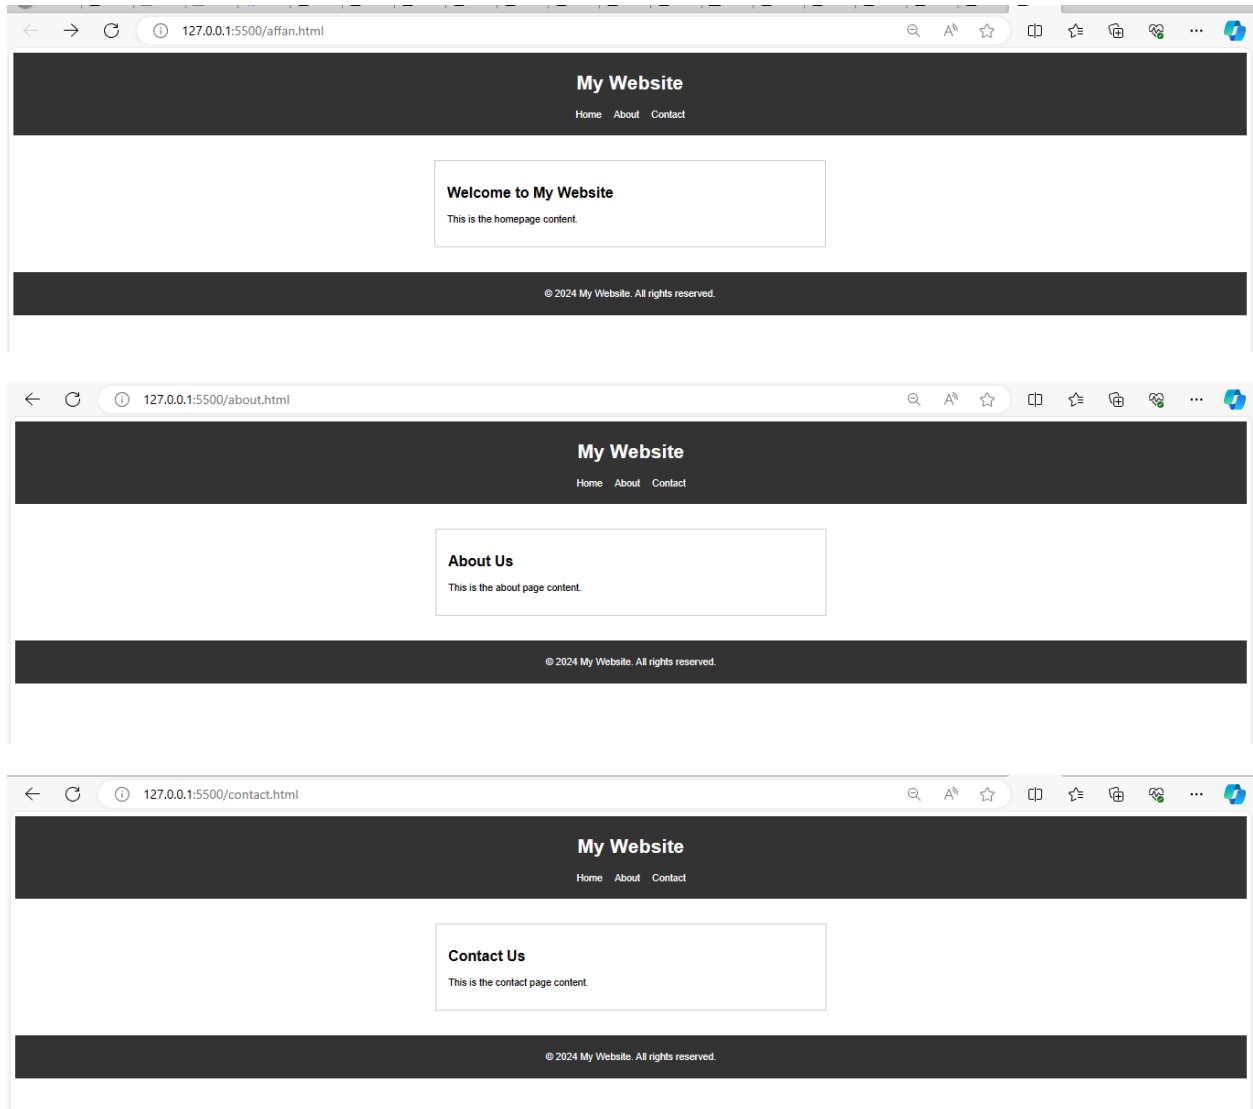 127.0.0.1:5500/affan.html
My Website
Home About Contact
Welcome to My Website
This is the homepage content.
© 2024 My Website. All rights reserved.
127.0.0.1:5500/about.html
My Website
Home About Contact
About Us
This is the about page content.
© 2024 My Website. All rights reserved.
127.0.0.1:5500/contact.html
My Website
Home About Contact
Contact Us
This is the contact page content.
© 2024 My Website. All rights reserved.